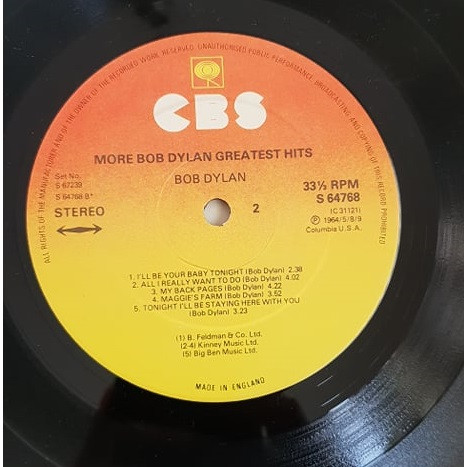 ALL RIGHTS OF THE MANUFACTURER AND OF THE OWNER OF THE RECORDED WORK RESERVED. UNAUTHORISED PUBLIC PERFORMANCE, BROADCASTING AND COPYING OF THIS RECORD PROHIBITED
CBS
MORE BOB DYLAN GREATEST HITS
BOB DYLAN
Set No.
S 67239
S 64768 B*
STEREO
2
33⅓ RPM
S 64768
(C 31121)
Ⓟ 1964/5/8/9
Columbia U.S.A.
1. I'LL BE YOUR BABY TONIGHT (Bob Dylan) 2.38
2. ALL I REALLY WANT TO DO (Bob Dylan) 4.02
3. MY BACK PAGES (Bob Dylan) 4.22
4. MAGGIE'S FARM (Bob Dylan) 3.52
5. TONIGHT I'LL BE STAYING HERE WITH YOU
(Bob Dylan) 3.23
(1) B. Feldman & Co. Ltd.
(2-4) Kinney Music Ltd.
(5) Big Ben Music Ltd.
MADE IN ENGLAND